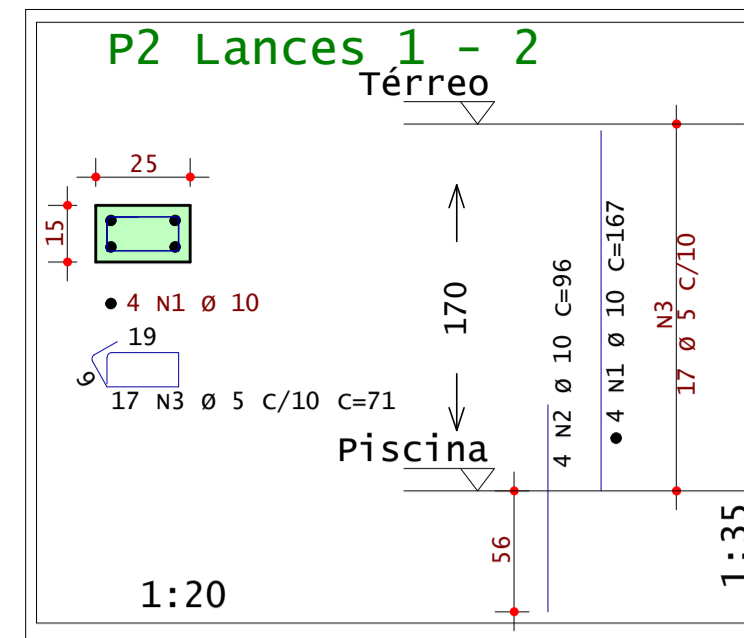 P2 Lances 1 - 2
Térreo
25
15
4 N1 Ø 10
19
9
17 N3 Ø 5 C/10 C=71
170
4 N2 Ø 10 C=96
4 N1 Ø 10 C=167
N3
17 Ø 5 C/10
Piscina
56
1:20
1:35